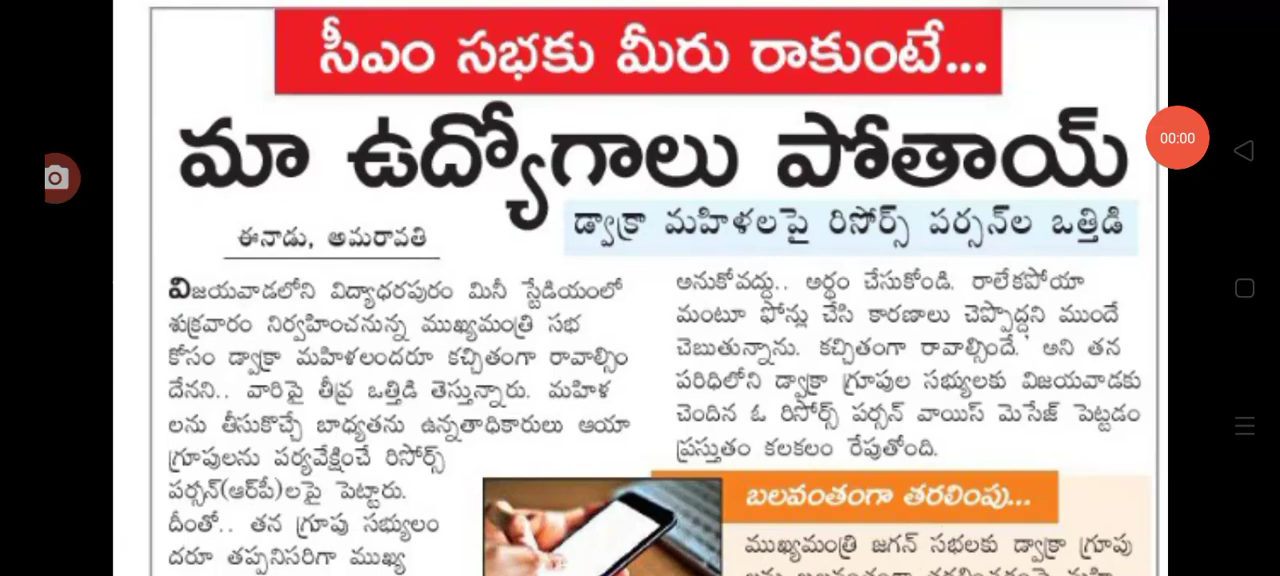 సీఎం సభకు మీరు రాకుంటే...
మా ఉద్యోగాలు పోతాయ్
డ్వాక్రా మహిళలపై రిసోర్స్ పర్సన్‌ల ఒత్తిడి
ఈనాడు, అమరావతి
విజయవాడలోని విద్యాధరపురం మినీ స్టేడియంలో
శుక్రవారం నిర్వహించనున్న ముఖ్యమంత్రి సభ
కోసం డ్వాక్రా మహిళలందరూ కచ్చితంగా రావాల్సిం
దేనని.. వారిపై తీవ్ర ఒత్తిడి తెస్తున్నారు. మహిళ
లను తీసుకొచ్చే బాధ్యతను ఉన్నతాధికారులు ఆయా
గ్రూపులను పర్యవేక్షించే రిసోర్స్
పర్సన్(ఆర్‌పీ)లపై పెట్టారు.
దీంతో.. తన గ్రూపు సభ్యులం
దరూ తప్పనిసరిగా ముఖ్య
అనుకోవద్దు.. అర్థం చేసుకోండి. రాలేకపోయా
మంటూ ఫోన్లు చేసి కారణాలు చెప్పొద్దని ముందే
చెబుతున్నాను. కచ్చితంగా రావాల్సిందే.' అని తన
పరిధిలోని డ్వాక్రా గ్రూపుల సభ్యులకు విజయవాడకు
చెందిన ఓ రిసోర్స్ పర్సన్ వాయిస్ మెసేజ్ పెట్టడం
ప్రస్తుతం కలకలం రేపుతోంది.
బలవంతంగా తరలింపు...
ముఖ్యమంత్రి జగన్ సభలకు డ్వాక్రా గ్రూపు
00:00